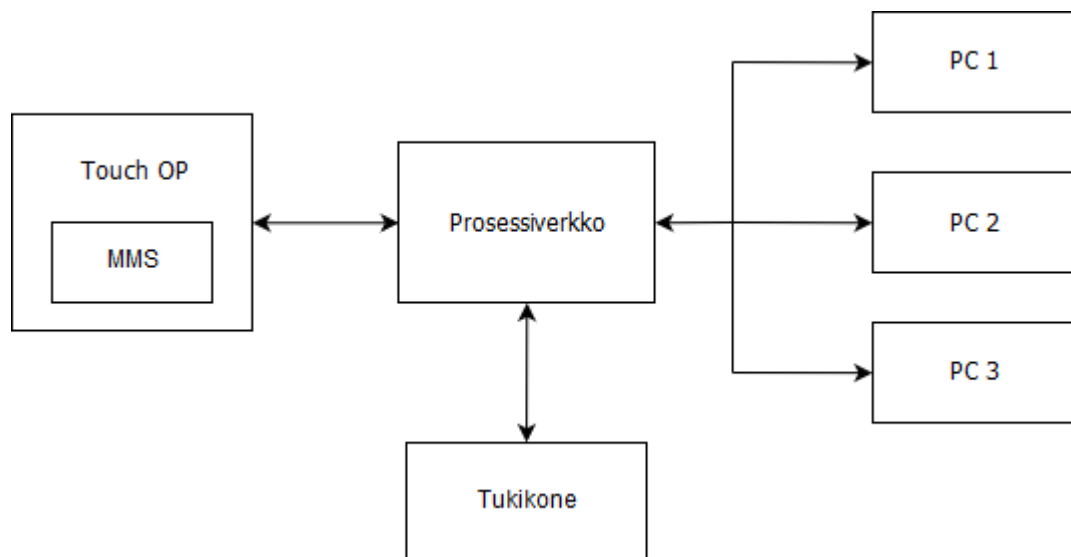 Touch OP
MMS
Prosessiverkko
PC 1
PC 2
PC 3
Tukikone